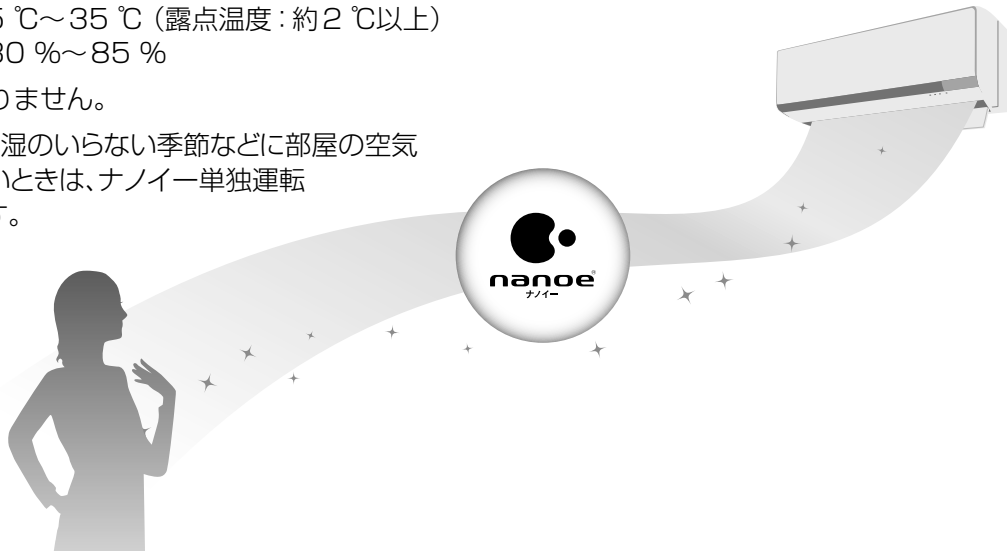 5 ℃～35 ℃（露点温度：約2 ℃以上）
30 %～85 %
りません。
湿のいらない季節などに部屋の空気
いときは、ナノイー単独運転
す。
nanoe®
ナノイー